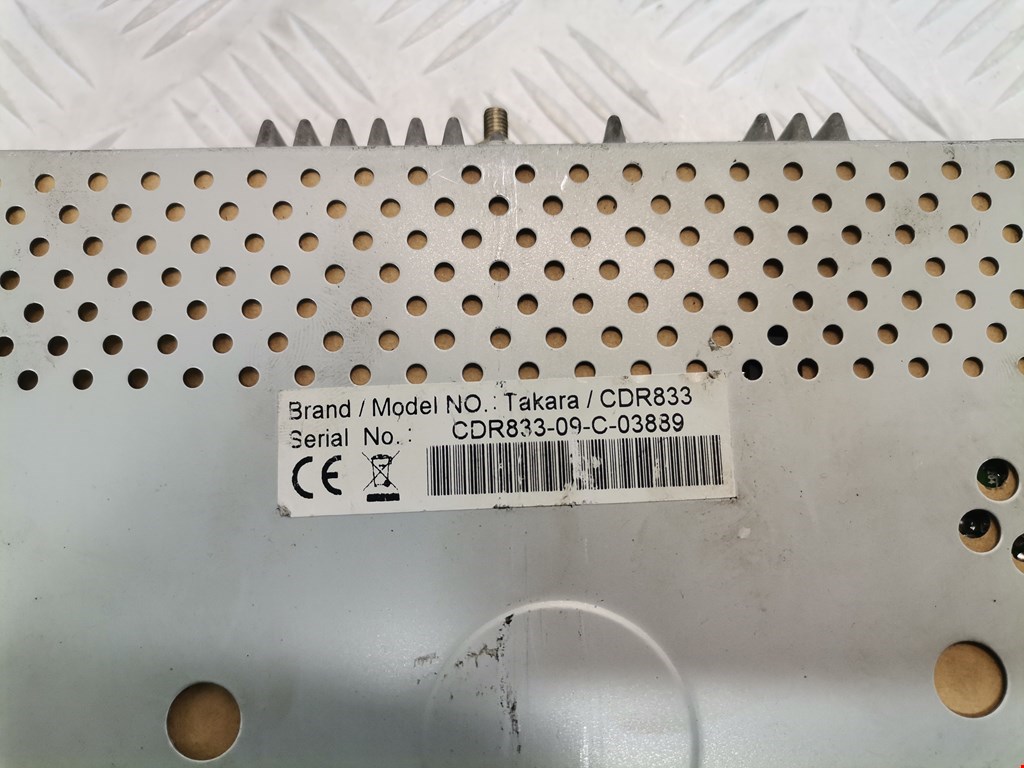 Brand / Model NO.: Takara / CDR833
Serial No.: CDR833-09-C-03889
CE